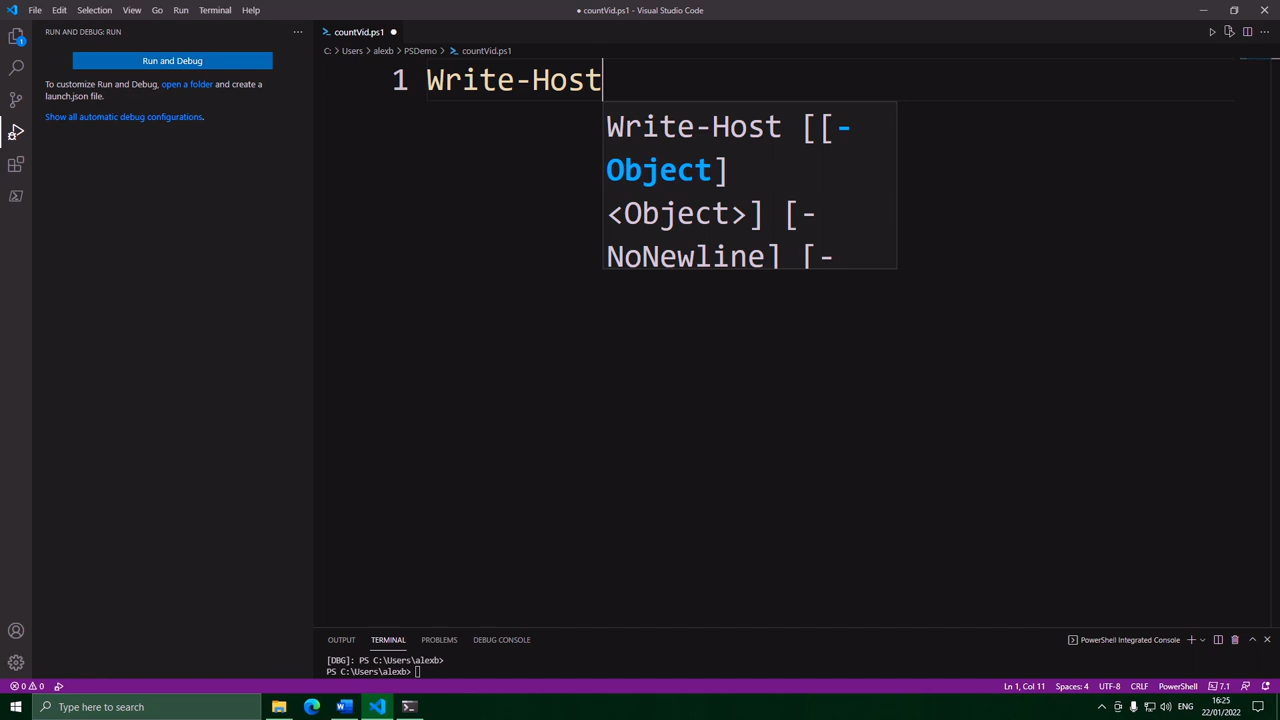 File Edit Selection View Go Run Terminal Help
● countVid.ps1 - Visual Studio Code
RUN AND DEBUG: RUN
Run and Debug
To customize Run and Debug, open a folder and create a
launch.json file.
Show all automatic debug configurations.
countVid.ps1 ●
C: > Users > alexb > PSDemo > countVid.ps1
1 Write-Host
Write-Host [[-
Object]
<Object>] [-
NoNewline] [-
OUTPUT TERMINAL PROBLEMS DEBUG CONSOLE
PowerShell Integrated Console
[DBG]: PS C:\Users\alexb>
PS C:\Users\alexb>
0 0
Ln 1, Col 11 Spaces: 4 UTF-8 CRLF PowerShell 7.1
1
Type here to search
ENG
16:25
22/01/2022